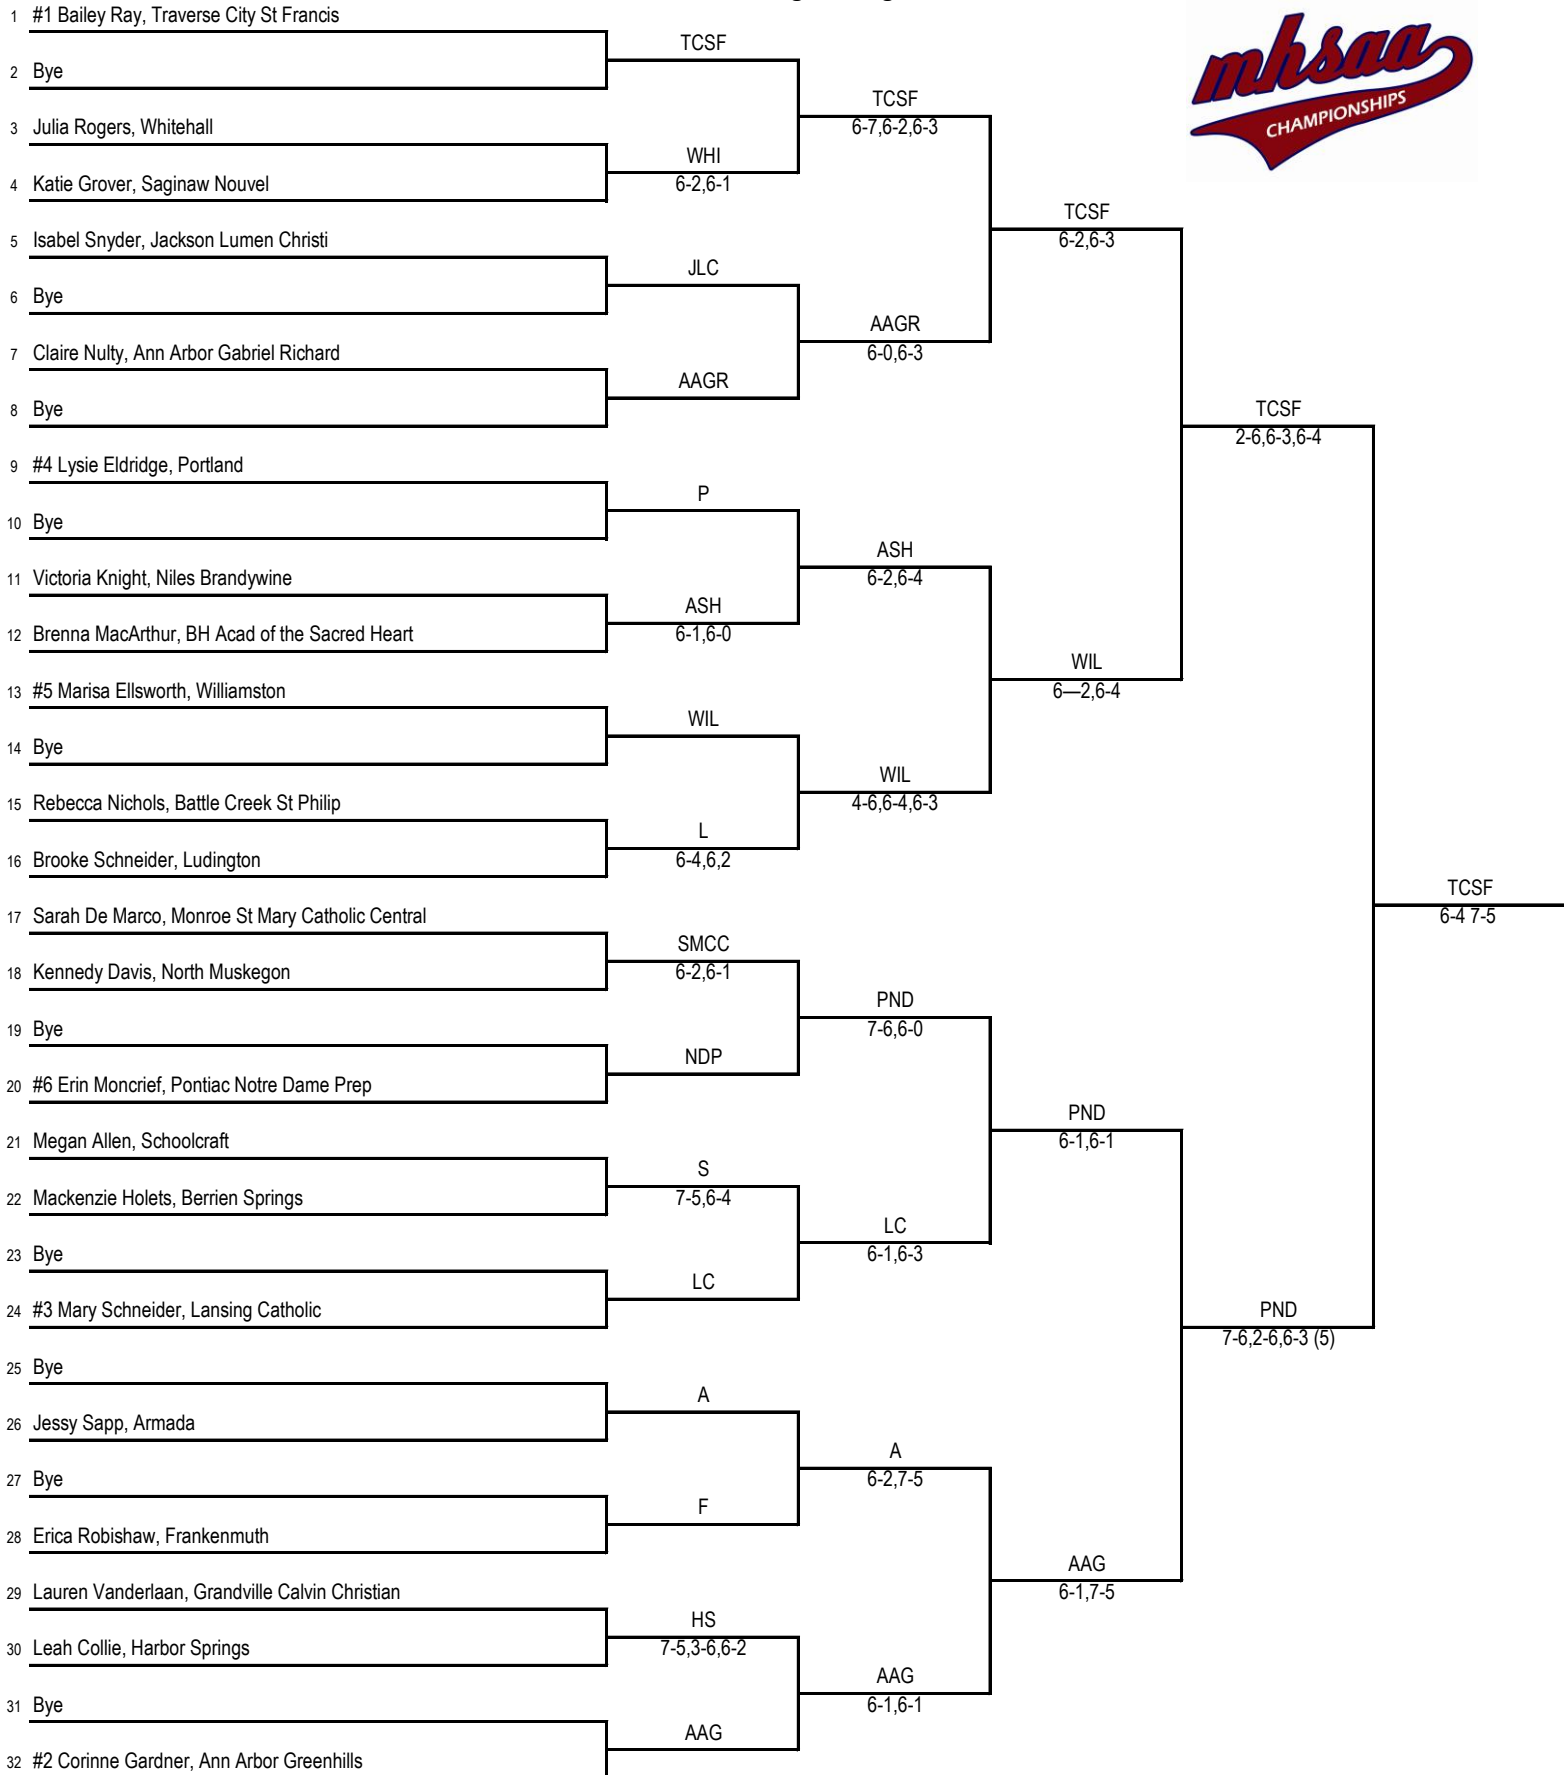 1 #1 Bailey Ray, Traverse City St Francis
TCSF
2 Bye
TCSF
6-7,6-2,6-3
3 Julia Rogers, Whitehall
WHI
6-2,6-1
4 Katie Grover, Saginaw Nouvel
TCSF
6-2,6-3
5 Isabel Snyder, Jackson Lumen Christi
JLC
6 Bye
AAGR
6-0,6-3
7 Claire Nulty, Ann Arbor Gabriel Richard
AAGR
8 Bye
TCSF
2-6,6-3,6-4
9 #4 Lysie Eldridge, Portland
P
10 Bye
ASH
6-2,6-4
11 Victoria Knight, Niles Brandywine
ASH
6-1,6-0
12 Brenna MacArthur, BH Acad of the Sacred Heart
WIL
6—2,6-4
13 #5 Marisa Ellsworth, Williamston
WIL
14 Bye
WIL
4-6,6-4,6-3
15 Rebecca Nichols, Battle Creek St Philip
L
6-4,6,2
16 Brooke Schneider, Ludington
TCSF
6-4 7-5
17 Sarah De Marco, Monroe St Mary Catholic Central
SMCC
6-2,6-1
18 Kennedy Davis, North Muskegon
PND
7-6,6-0
19 Bye
NDP
20 #6 Erin Moncrief, Pontiac Notre Dame Prep
PND
6-1,6-1
21 Megan Allen, Schoolcraft
S
7-5,6-4
22 Mackenzie Holets, Berrien Springs
LC
6-1,6-3
23 Bye
LC
24 #3 Mary Schneider, Lansing Catholic
PND
7-6,2-6,6-3 (5)
25 Bye
A
26 Jessy Sapp, Armada
A
6-2,7-5
27 Bye
F
28 Erica Robishaw, Frankenmuth
AAG
6-1,7-5
29 Lauren Vanderlaan, Grandville Calvin Christian
HS
7-5,3-6,6-2
30 Leah Collie, Harbor Springs
AAG
6-1,6-1
31 Bye
AAG
32 #2 Corinne Gardner, Ann Arbor Greenhills
mhsaa
CHAMPIONSHIPS